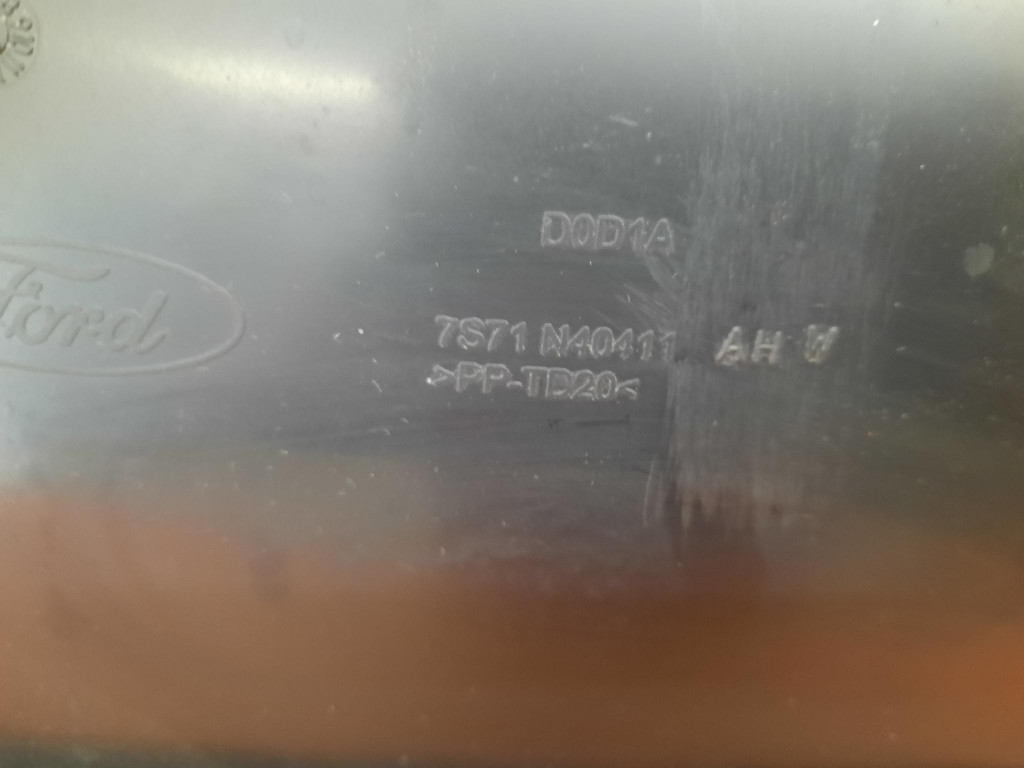 D0D1A
Ford
7S71 N40411 AH W
>PP-TD20<